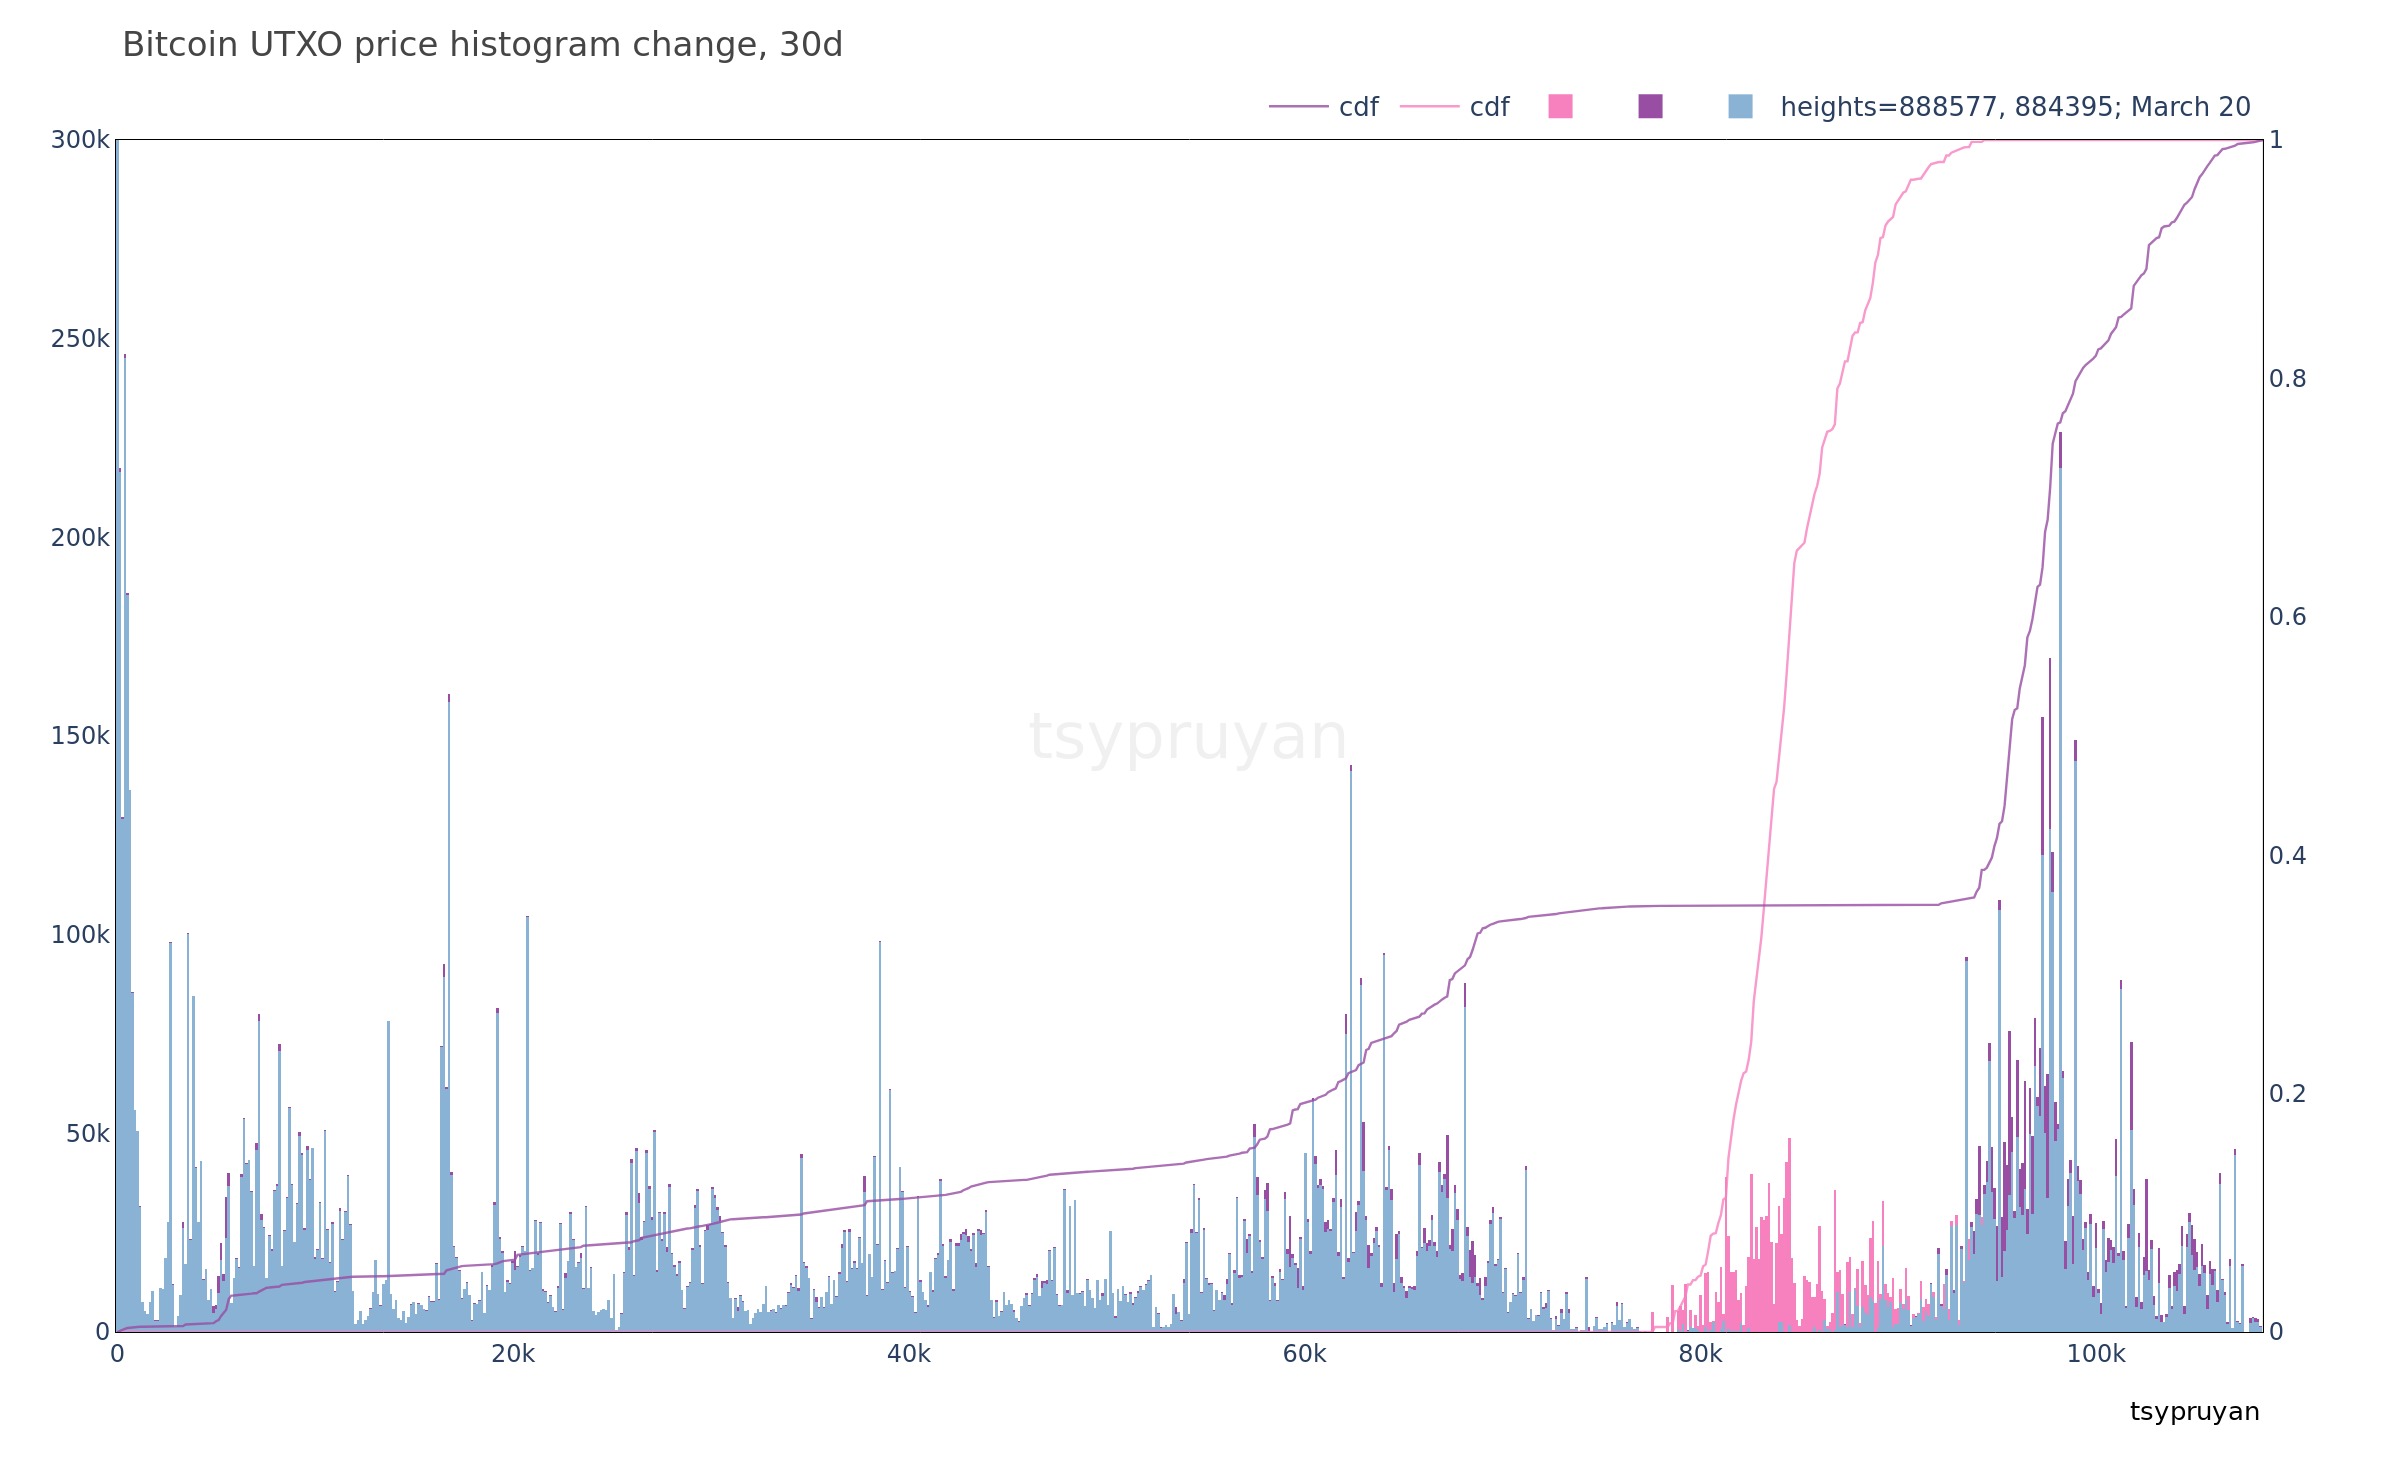 Bitcoin UTXO price histogram change, 30d
cdf cdf heights=888577, 884395; March 20
300k 1
250k
0.8
200k
0.6
150k
tsypruyan
0.4
100k
0.2
50k
0 0
0 20k 40k 60k 80k 100k
tsypruyan